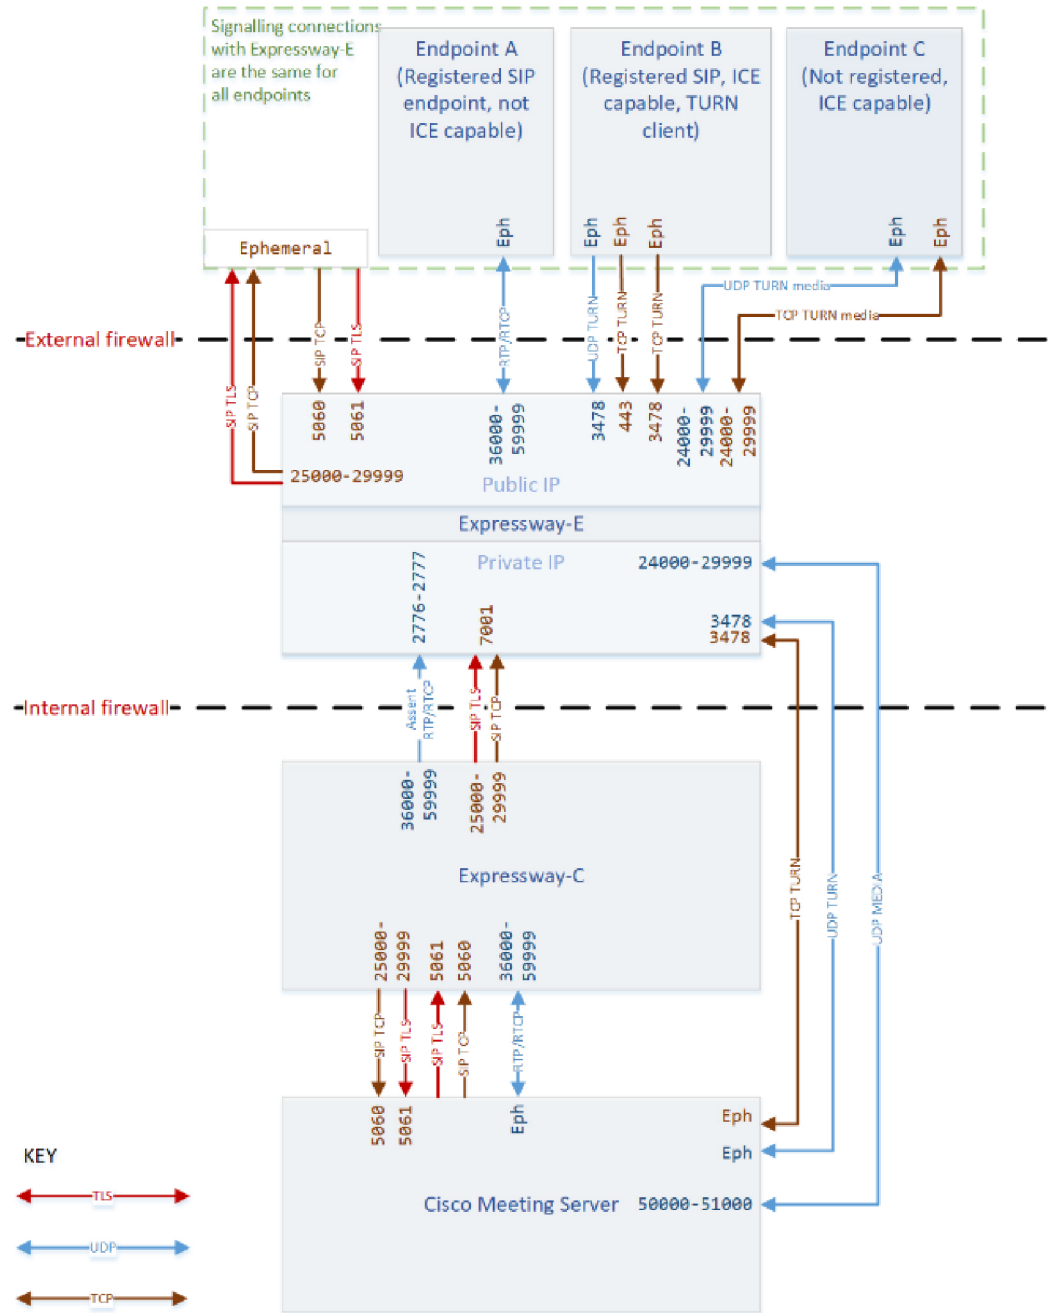 Signalling connections
with Expressway-E
are the same for
all endpoints
Endpoint A
(Registered SIP
endpoint, not
ICE capable)
Endpoint B
(Registered SIP, ICE
capable, TURN
client)
Endpoint C
(Not registered,
ICE capable)
Ephemeral
Eph
Eph
Eph
Eph
Eph
Eph
UDP TURN media
TCP TURN media
External firewall
SIP TLS
SIP TCP
SIP TCP
SIP TLS
RTP/RTCP
UDP TURN
TCP TURN
TCP TURN
5060
5061
36000-
59999
3478
443
3478
24000-
29999
24000-
29999
25000-29999
Public IP
Expressway-E
Private IP
2776-2777
7001
24000-29999
3478
3478
Internal firewall
Assent
RTP/RTCP
SIP TLS
SIP TCP
36000-
59999
25000-
29999
Expressway-C
TCP TURN
UDP TURN
UDP MEDIA
25000-
29999
5061
5060
36000-
59999
SIP TCP
SIP TLS
SIP TLS
SIP TCP
RTP/RTCP
5060
5061
Eph
Eph
Eph
Cisco Meeting Server
50000-51000
KEY
TLS
UDP
TCP